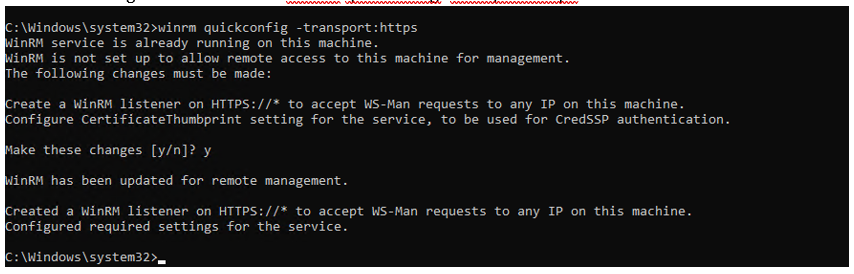 C:\Windows\system32>winrm quickconfig -transport:https
WinRM service is already running on this machine.
WinRM is not set up to allow remote access to this machine for management.
The following changes must be made:
Create a WinRM listener on HTTPS://* to accept WS-Man requests to any IP on this machine.
Configure CertificateThumbprint setting for the service, to be used for CredSSP authentication.
Make these changes [y/n]? y
WinRM has been updated for remote management.
Created a WinRM listener on HTTPS://* to accept WS-Man requests to any IP on this machine.
Configured required settings for the service.
C:\Windows\system32>